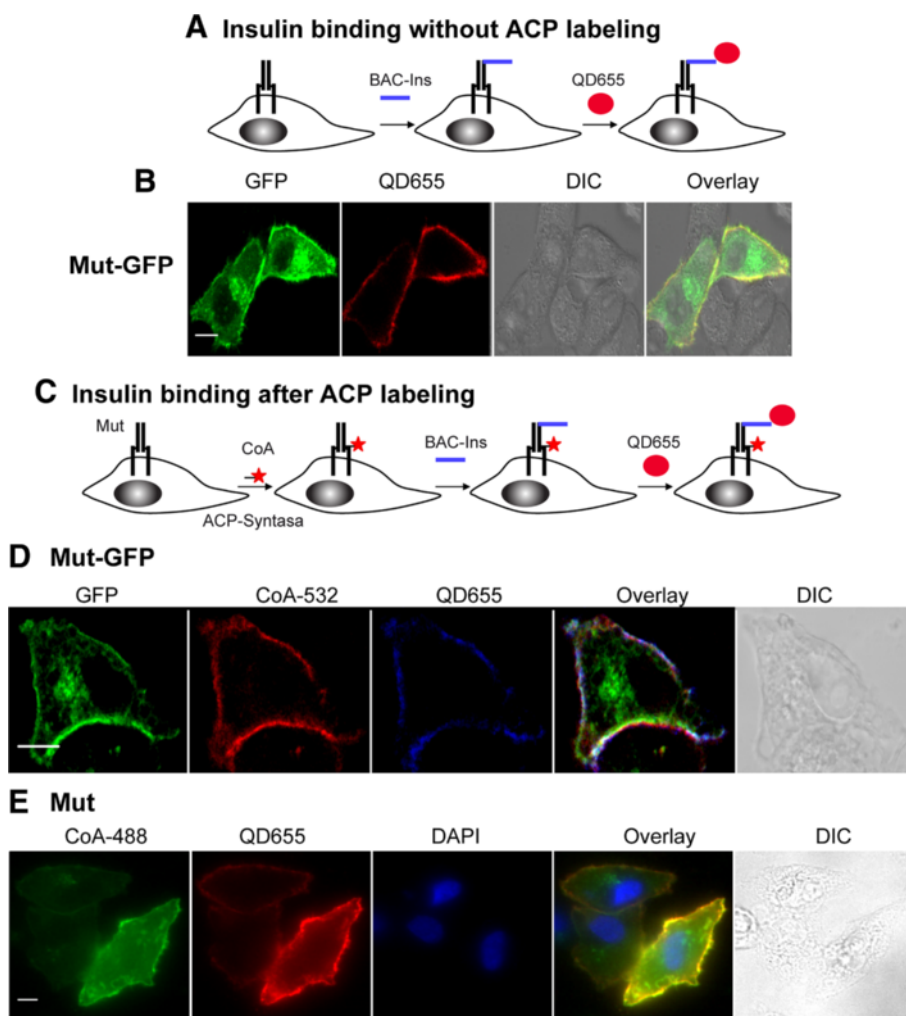 A Insulin binding without ACP labeling
BAC-Ins
QD655
B GFP QD655 DIC Overlay
Mut-GFP
C Insulin binding after ACP labeling
Mut
CoA
BAC-Ins
QD655
ACP-Syntasa
D Mut-GFP
GFP CoA-532 QD655 Overlay DIC
E Mut
CoA-488 QD655 DAPI Overlay DIC